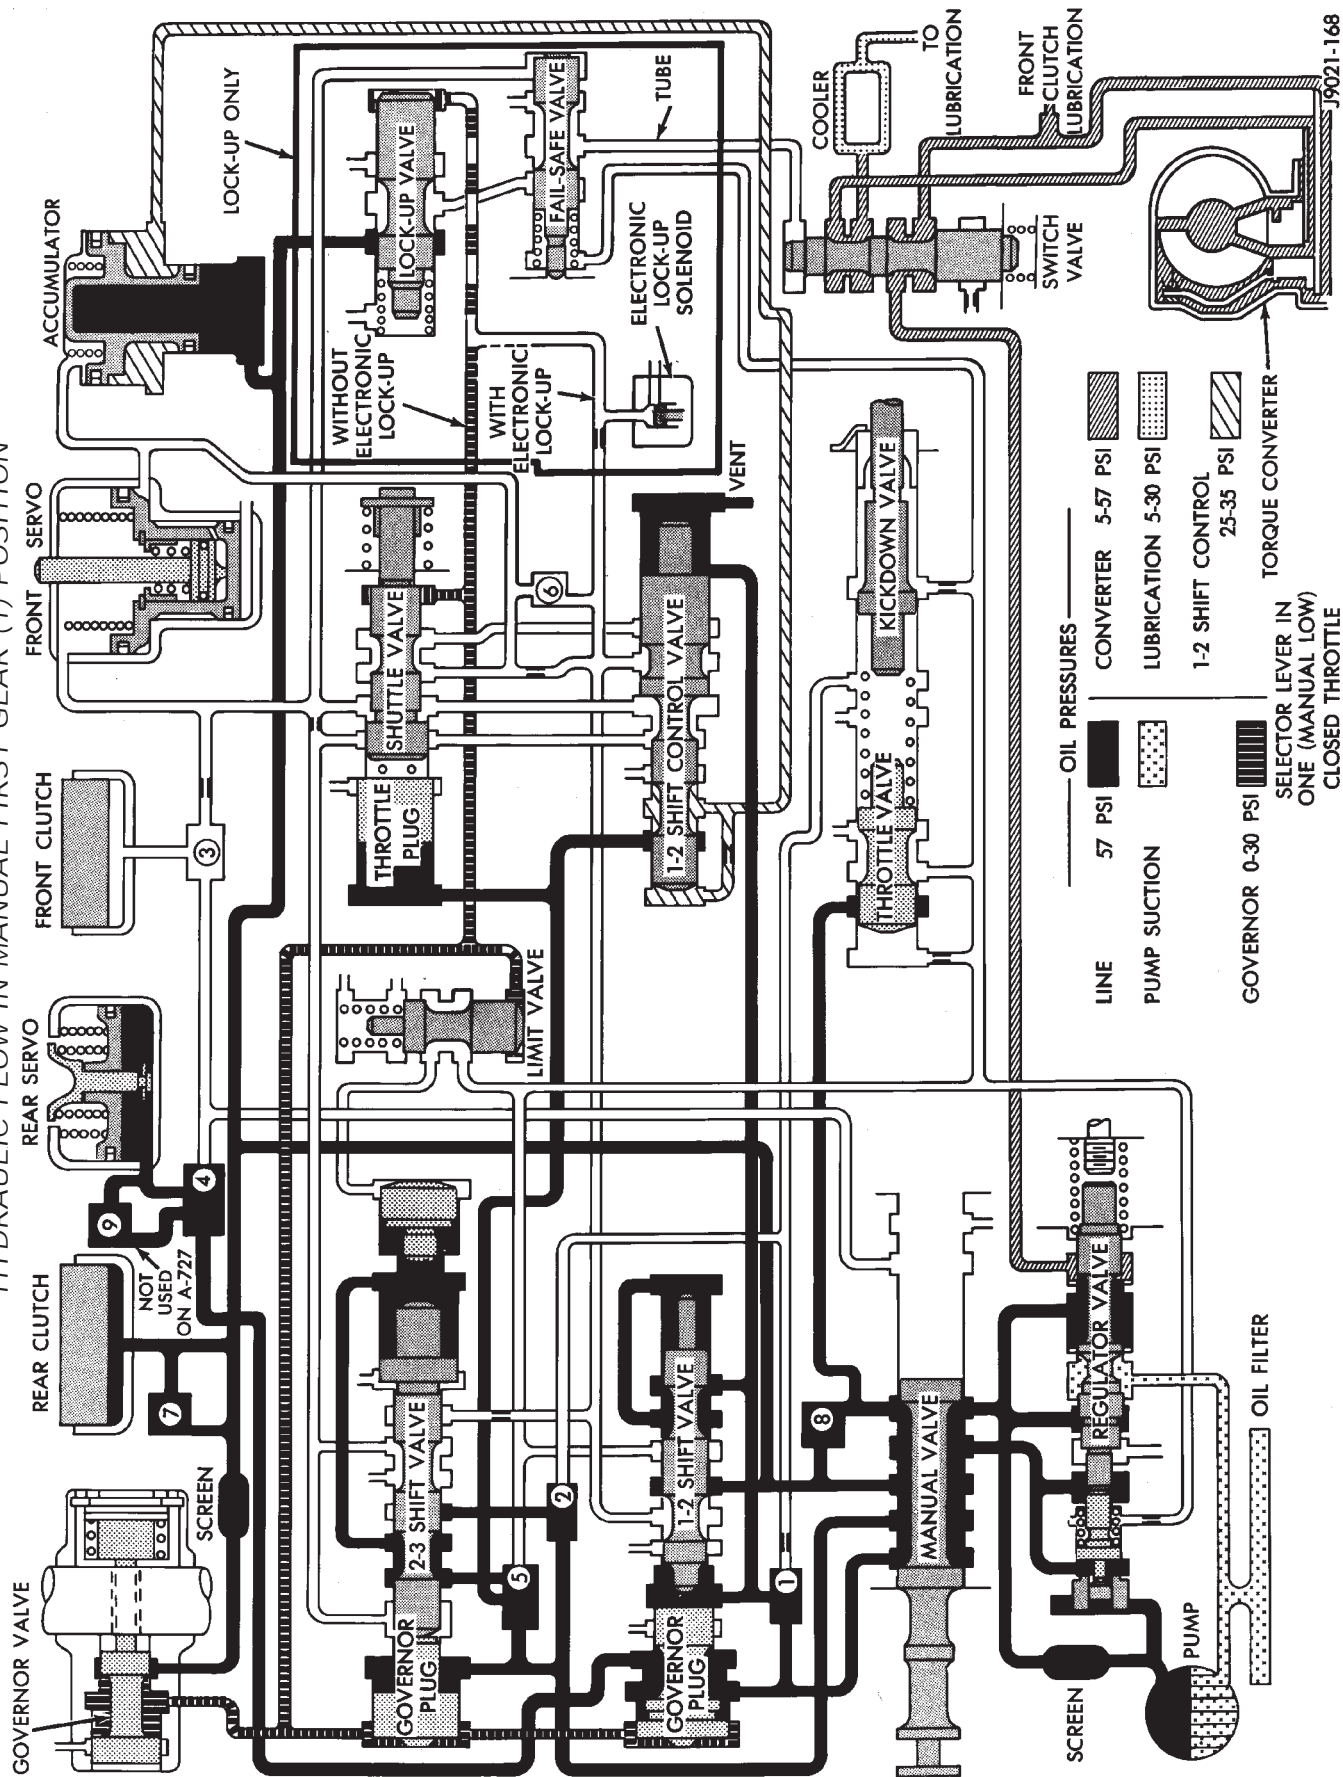 HYDRAULIC FLOW IN MANUAL FIRST GEAR (1) POSITION
GOVERNOR VALVE
REAR CLUTCH
REAR SERVO
FRONT CLUTCH
FRONT SERVO
ACCUMULATOR
LOCK-UP ONLY
SCREEN
7
9
NOT
USED
ON A-727
4
3
GOVERNOR
PLUG
2-3 SHIFT VALVE
LIMIT VALVE
THROTTLE
PLUG
SHUTTLE VALVE
WITHOUT
ELECTRONIC
LOCK-UP
LOCK-UP VALVE
WITH
ELECTRONIC
LOCK-UP
FAIL-SAFE VALVE
5
2
6
ELECTRONIC
LOCK-UP
SOLENOID
TUBE
GOVERNOR
PLUG
1-2 SHIFT VALVE
1-2 SHIFT CONTROL VALVE
VENT
1
8
COOLER
TO
LUBRICATION
MANUAL VALVE
THROTTLE VALVE
KICKDOWN VALVE
SWITCH
VALVE
FRONT
CLUTCH
LUBRICATION
SCREEN
PUMP
REGULATOR VALVE
OIL FILTER
OIL PRESSURES
LINE 57 PSI
PUMP SUCTION
GOVERNOR 0-30 PSI
CONVERTER 5-57 PSI
LUBRICATION 5-30 PSI
1-2 SHIFT CONTROL
25-35 PSI
TORQUE CONVERTER
SELECTOR LEVER IN
ONE (MANUAL LOW)
CLOSED THROTTLE
J9021-168